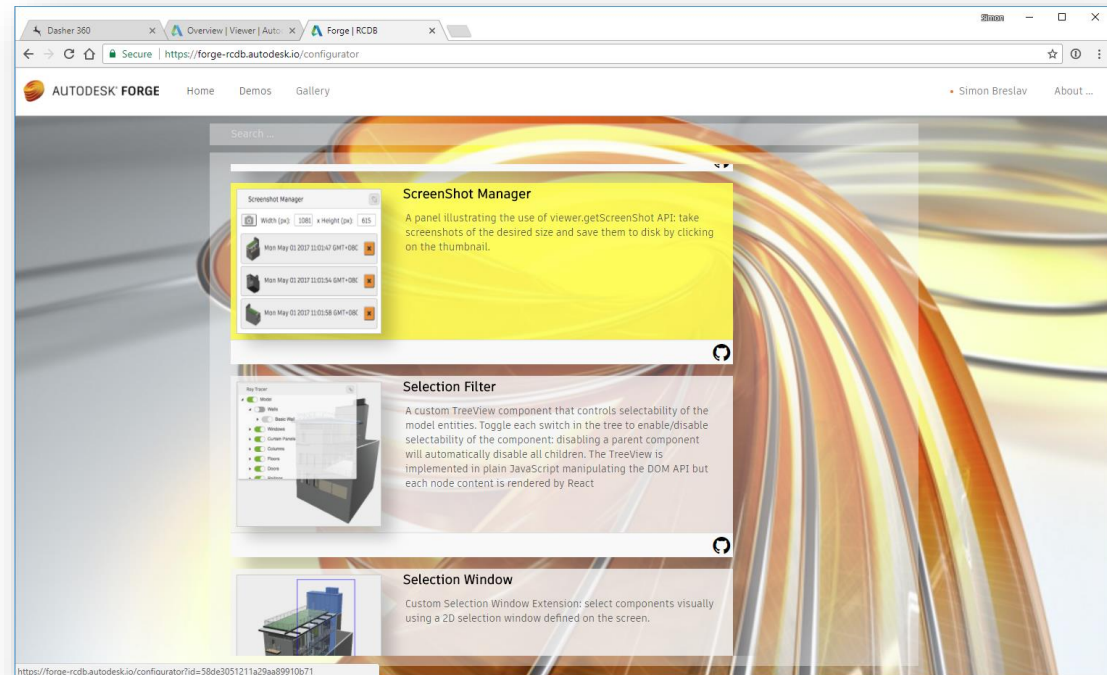 Simon
Dasher 360
Overview | Viewer | Auto
Forge | RCDB
Secure | https://forge-rcdb.autodesk.io/configurator
AUTODESK® FORGE Home Demos Gallery • Simon Breslav About ...
Search ...
ScreenShot Manager
A panel illustrating the use of viewer.getScreenShot API: take
screenshots of the desired size and save them to disk by clicking
on the thumbnail.
Screenshot Manager
Width (px): 1081 x Height (px): 615
Mon May 01 2017 11:01:47 GMT+080
Mon May 01 2017 11:01:54 GMT+080
Mon May 01 2017 11:01:58 GMT+080
Selection Filter
A custom TreeView component that controls selectability of the
model entities. Toggle each switch in the tree to enable/disable
selectability of the component: disabling a parent component
will automatically disable all children. The TreeView is
implemented in plain JavaScript manipulating the DOM API but
each node content is rendered by React
Ray Tracer
Model
Walls
Basic Wall
Windows
Curtain Panels
Columns
Floors
Doors
Selection Window
Custom Selection Window Extension: select components visually
using a 2D selection window defined on the screen.
https://forge-rcdb.autodesk.io/configurator?id=58de3051211a29aa89910b71